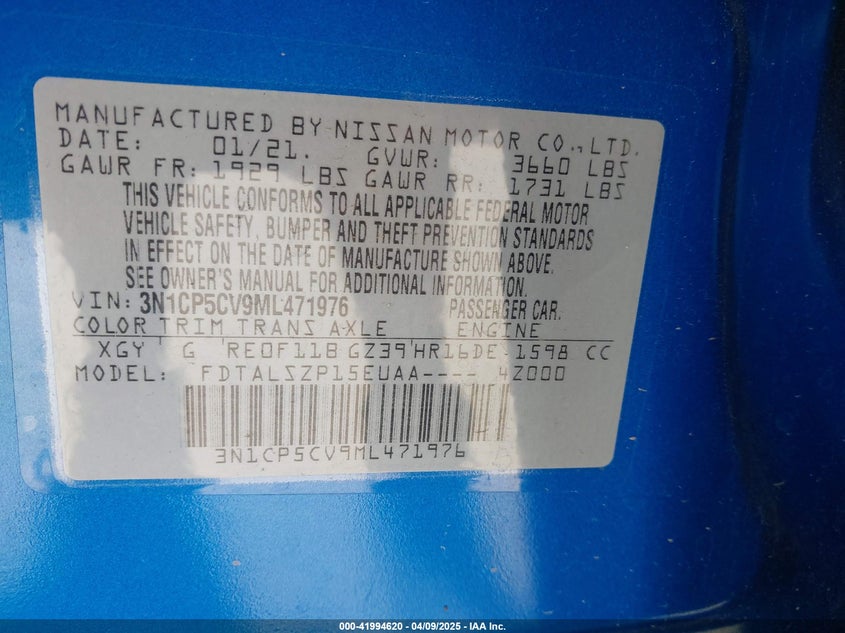 MANUFACTURED BY NISSAN MOTOR CO., LTD.
DATE: 01/21. GVWR: 3660 LBS
GAWR FR: 1929 LBS GAWR RR: 1731 LBS
THIS VEHICLE CONFORMS TO ALL APPLICABLE FEDERAL MOTOR
VEHICLE SAFETY, BUMPER AND THEFT PREVENTION STANDARDS
IN EFFECT ON THE DATE OF MANUFACTURE SHOWN ABOVE.
SEE OWNER'S MANUAL FOR ADDITIONAL INFORMATION.
VIN: 3N1CP5CV9ML471976 PASSENGER CAR.
COLOR TRIM TRANS AXLE ENGINE
XGY G RE0F11B GZ39 HR16DE 1598 CC
MODEL: FDTALSZP15EUAA---- 4Z000
3N1CP5CV9ML471976
000-41994620 | 04/09/2025 - IAA Inc.